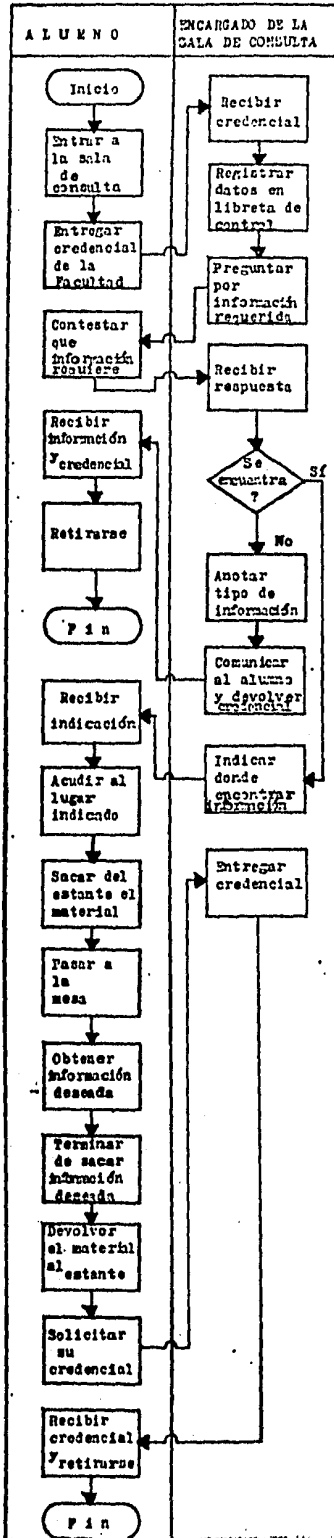 ALUMNO
ENCARGADO DE LA
SALA DE CONSULTA
Inicio
Entrar a
la sala
de
consulta
Entregar
credencial
de la
Facultad
Recibir
credencial
Registrar
datos en
libreta de
control
Preguntar
por
información
requerida
Contestar
que
información
requiere
Recibir
respuesta
Se
encuentra
?
Sí
No
Anotar
tipo de
información
Comunicar
al alumno
y devolver
credencial
Recibir
información
y credencial
Retirarse
Fin
Indicar
donde
encontrar
información
Recibir
indicación
Acudir al
lugar
indicado
Sacar del
estante el
material
Pasar a
la
mesa
Obtener
información
deseada
Terminar
de sacar
información
deseada
Devolver
el material
al estante
Solicitar
su
credencial
Entregar
credencial
Recibir
credencial
y retirarse
Fin